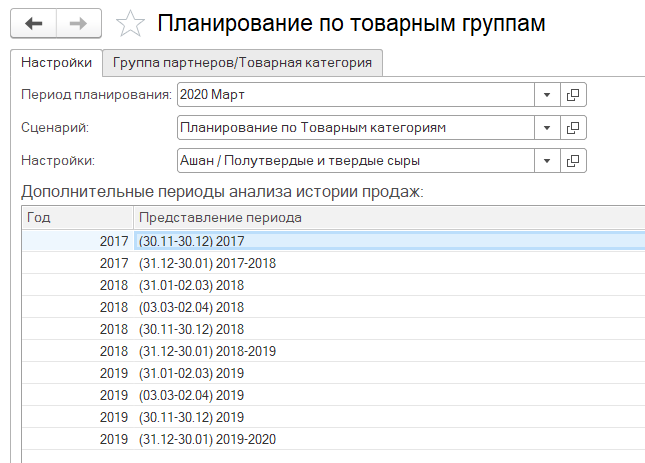 Планирование по товарным группам
Настройки Группа партнеров/Товарная категория
Период планирования: 2020 Март
Сценарий: Планирование по Товарным категориям
Настройки: Ашан / Полутвердые и твердые сыры
Дополнительные периоды анализа истории продаж:
Год Представление периода
2017 (30.11-30.12) 2017
2017 (31.12-30.01) 2017-2018
2018 (31.01-02.03) 2018
2018 (03.03-02.04) 2018
2018 (30.11-30.12) 2018
2018 (31.12-30.01) 2018-2019
2019 (31.01-02.03) 2019
2019 (03.03-02.04) 2019
2019 (30.11-30.12) 2019
2019 (31.12-30.01) 2019-2020